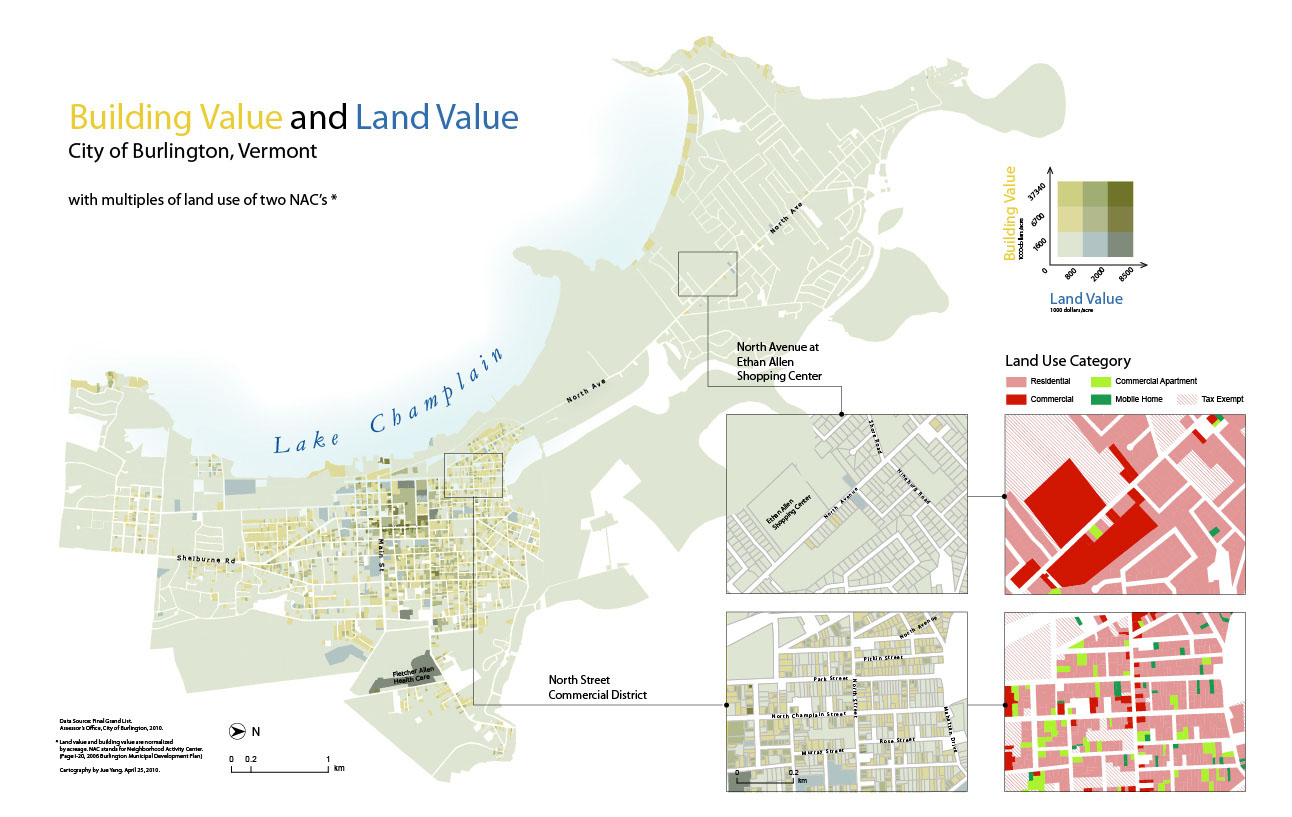 Building Value and Land Value
City of Burlington, Vermont
with multiples of land use of two NAC's *
Lake Champlain
North Ave
North Ave
Shelburne Rd
Main St
Fletcher Allen
Health Care
Building Value
1000 dollars/acre
37340
6700
1600
0
800
2000
8500
Land Value
1000 dollars/acre
North Avenue at
Ethan Allen
Shopping Center
Land Use Category
Residential
Commercial Apartment
Commercial
Mobile Home
Tax Exempt
Shore Road
Hinsburg Road
North Avenue
Ethan Allen
Shopping Center
North Street
Commercial District
North Avenue
Pitkin Street
Park Street
North Street
North Champlain Street
Manhattan Drive
Rose Street
Murray Street
0 0.2
km
Data Source: Final Grand List.
Assessor's Office, City of Burlington, 2010.
* Land value and building value are normalized
by acreage. NAC stands for Neighborhood Activity Center.
(Page I-20, 2006 Burlington Municipal Development Plan)
Cartography by Jue Yang. April 25, 2010.
N
0 0.2 1
km